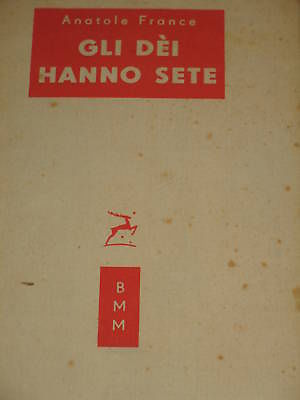 Anatole France
GLI DÈI
HANNO SETE
B
M
M